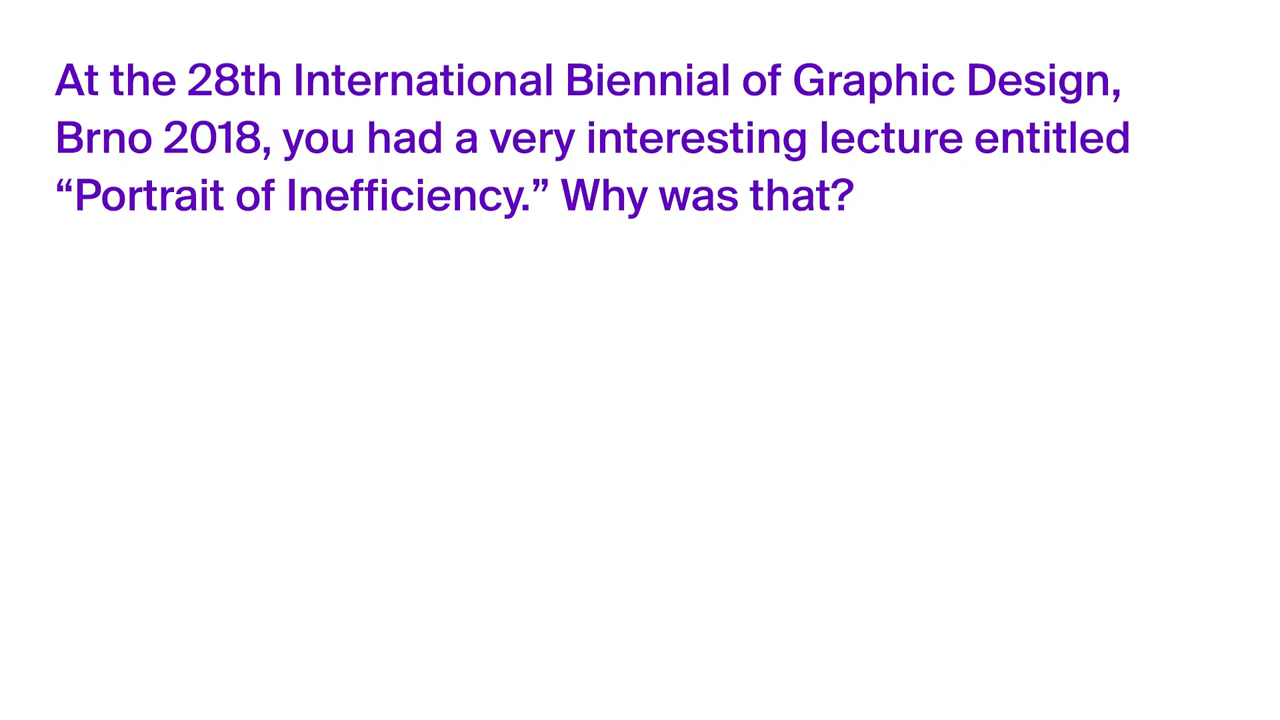 At the 28th International Biennial of Graphic Design,
Brno 2018, you had a very interesting lecture entitled
“Portrait of Inefficiency.” Why was that?